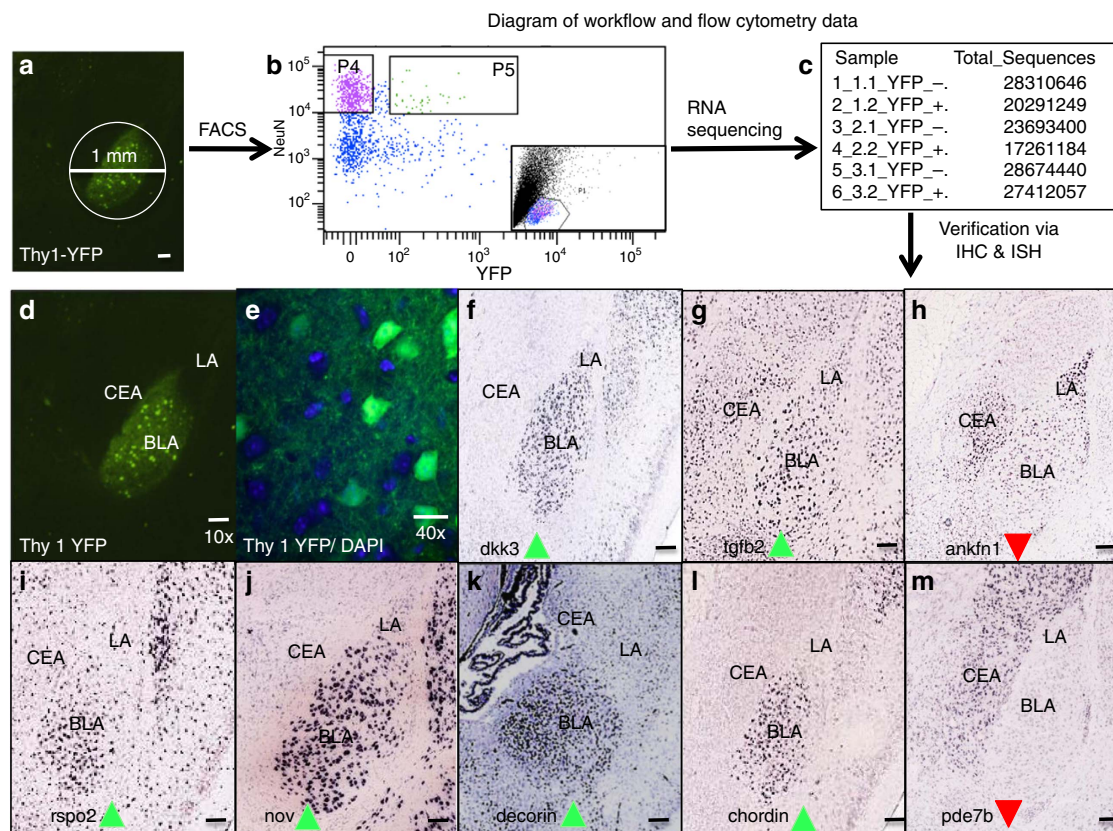 Diagram of workflow and flow cytometry data
a
1 mm
Thy1-YFP
FACS
b
NeuN
10⁵
10⁴
10³
10²
P4
P5
P1
0
10²
10³
10⁴
10⁵
YFP
RNA
sequencing
c
Sample Total_Sequences
1_1.1_YFP_–. 28310646
2_1.2_YFP_+. 20291249
3_2.1_YFP_–. 23693400
4_2.2_YFP_+. 17261184
5_3.1_YFP_–. 28674440
6_3.2_YFP_+. 27412057
Verification via
IHC & ISH
d
LA
CEA
BLA
10x
Thy 1 YFP
e
40x
Thy 1 YFP/ DAPI
f
LA
CEA
BLA
dkk3
g
LA
CEA
BLA
tgfb2
h
LA
CEA
BLA
ankfn1
i
LA
CEA
BLA
rspo2
j
LA
CEA
BLA
nov
k
CEA
LA
BLA
decorin
l
LA
CEA
BLA
chordin
m
LA
CEA
BLA
pde7b